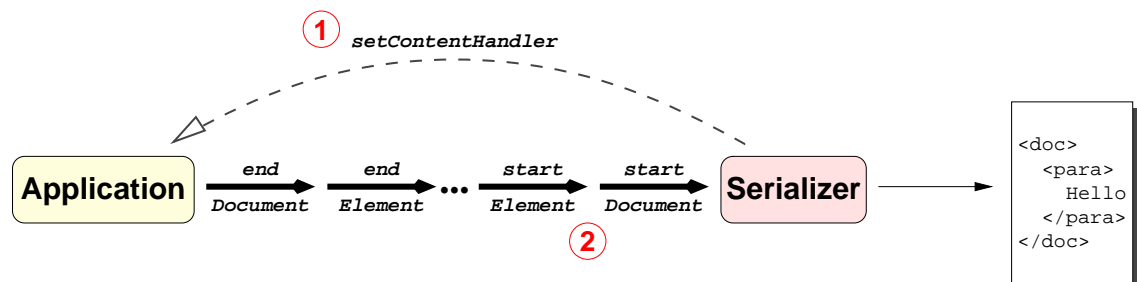 1
setContentHandler
Application
end
Document
end
Element
...
start
Element
start
Document
2
Serializer
<doc>
  <para>
    Hello
  </para>
</doc>